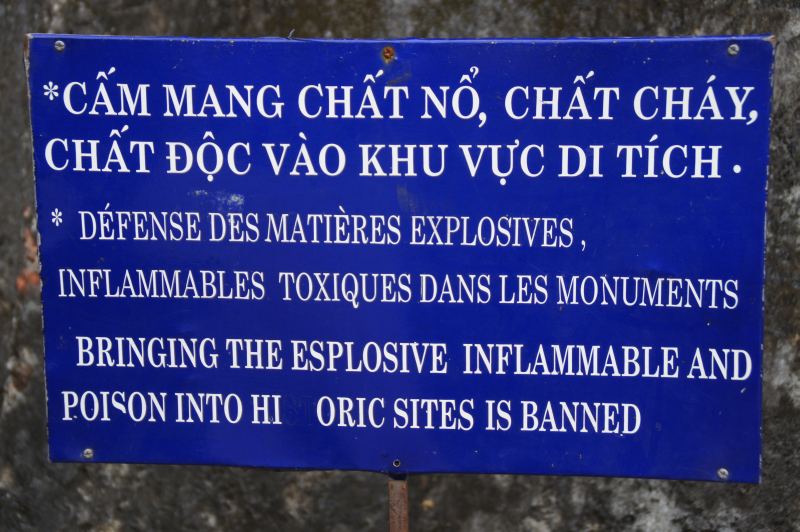 *CẤM MANG CHẤT NỔ, CHẤT CHÁY,
CHẤT ĐỘC VÀO KHU VỰC DI TÍCH.
* DÉFENSE DES MATIÈRES EXPLOSIVES,
INFLAMMABLES TOXIQUES DANS LES MONUMENTS
BRINGING THE ESPLOSIVE INFLAMMABLE AND
POISON INTO HI ORIC SITES IS BANNED